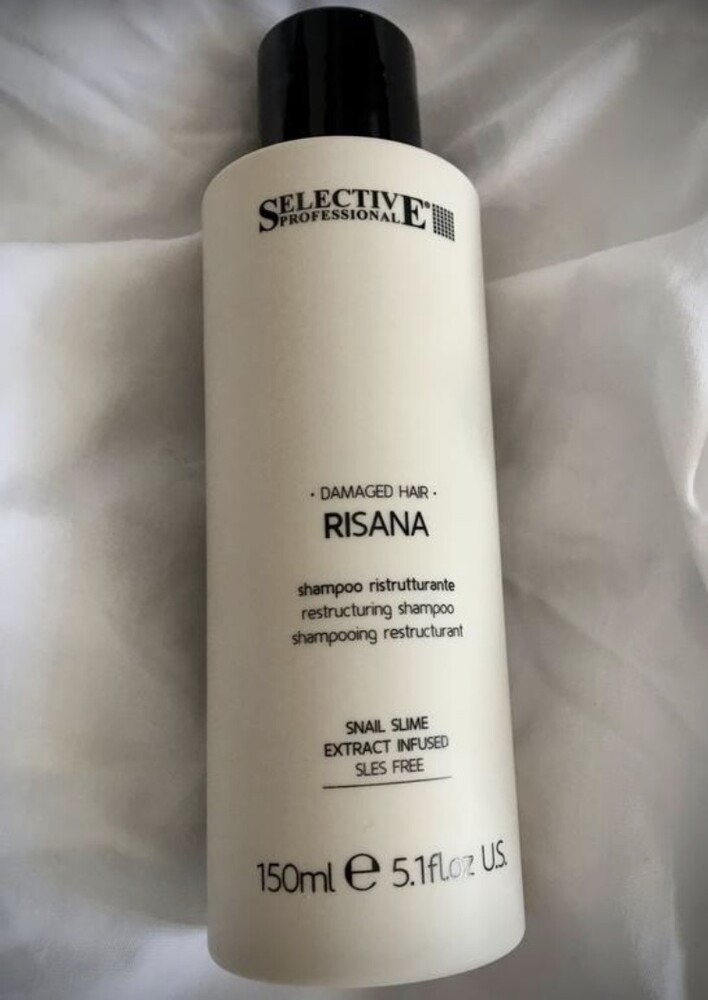 SELECTIVE®
PROFESSIONAL
· DAMAGED HAIR ·
RISANA
shampoo ristrutturante
restructuring shampoo
shampooing restructurant
SNAIL SLIME
EXTRACT INFUSED
SLES FREE
150ml ℮ 5.1fl.oz U.S.